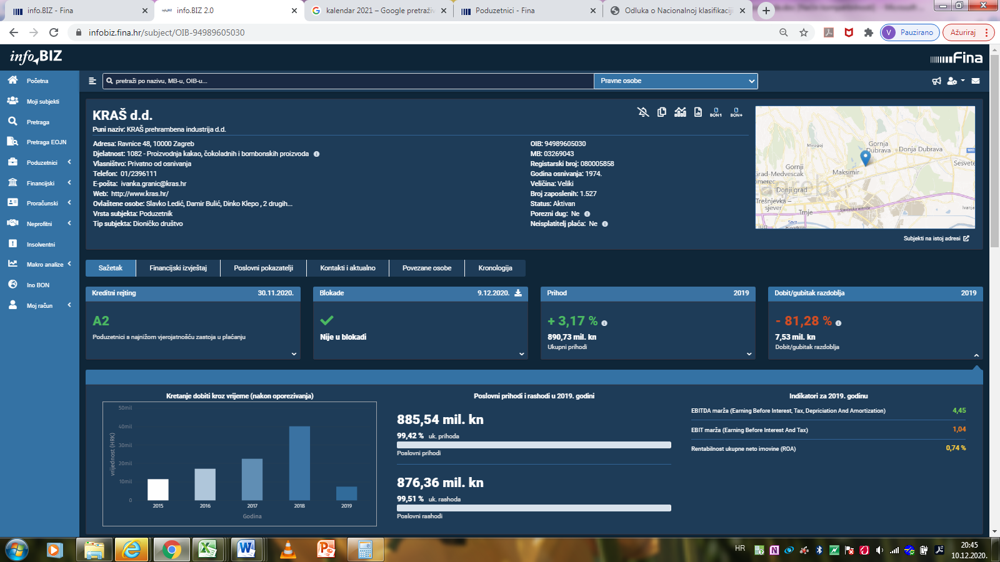 info.BIZ - Fina
info.BIZ 2.0
kalendar 2021 – Google pretraživ
Poduzetnici - Fina
Odluka o Nacionalnoj klasifikaciji
infobiz.fina.hr/subject/OIB-94989605030
V Pauzirano
Ažuriraj
info.BIZ
Fina
pretraži po nazivu, MB-u, OIB-u...
Pravne osobe
Početna
Moji subjekti
Pretraga
Pretraga EOJN
Poduzetnici
Financijski
Proračunski
Neprofitni
Insolventni
Makro analize
Ino BON
Moj račun
KRAŠ d.d.
BON1
BON+
Puni naziv: KRAŠ prehrambena industrija d.d.
Adresa: Ravnice 48, 10000 Zagreb
Djelatnost: 1082 - Proizvodnja kakao, čokoladnih i bombonskih proizvoda
Vlasništvo: Privatno od osnivanja
Telefon: 01/2396111
E-pošta: ivanka.granic@kras.hr
Web: http://www.kras.hr/
Ovlaštene osobe: Slavko Ledić, Damir Bulić, Dinko Klepo , 2 drugih...
Vrsta subjekta: Poduzetnik
Tip subjekta: Dioničko društvo
OIB: 94989605030
MB: 03269043
Registarski broj: 080005858
Godina osnivanja: 1974.
Veličina: Veliki
Broj zaposlenih: 1.527
Status: Aktivan
Porezni dug: Ne
Neisplatitelj plaća: Ne
Mirogoj
Gornja
Dubrava
Donja Dubrava
Sesvete
Gornji
Grad-Medvescak
Maksimir
Donji grad
Trešnjevka –
sjever
Trnje
Slavonska avenija
Ivanja
Sava
Subjekti na istoj adresi
Sažetak
Financijski izvještaj
Poslovni pokazatelji
Kontakti i aktualno
Povezane osobe
Kronologija
Kreditni rejting 30.11.2020.
A2
Poduzetnici s najnižom vjerojatnošću zastoja u plaćanju
Blokade 9.12.2020.
Nije u blokadi
Prihod 2019
+ 3,17 %
890,73 mil. kn
Ukupni prihodi
Dobit/gubitak razdoblja 2019
- 81,28 %
7,53 mil. kn
Dobit/gubitak razdoblja
Kretanje dobiti kroz vrijeme (nakon oporezivanja)
vrijednost (HRK)
50mil
40mil
30mil
20mil
10mil
0
2015 2016 2017 2018 2019
Godina
Poslovni prihodi i rashodi u 2019. godini
885,54 mil. kn
99,42 % uk. prihoda
Poslovni prihodi
876,36 mil. kn
99,51 % uk. rashoda
Poslovni rashodi
Indikatori za 2019. godinu
EBITDA marža (Earning Before Interest, Tax, Depriciation And Amortization) 4,45
EBIT marža (Earning Before Interest And Tax) 1,04
Rentabilnost ukupne neto imovine (ROA) 0,74 %
HR
20:45
10.12.2020.